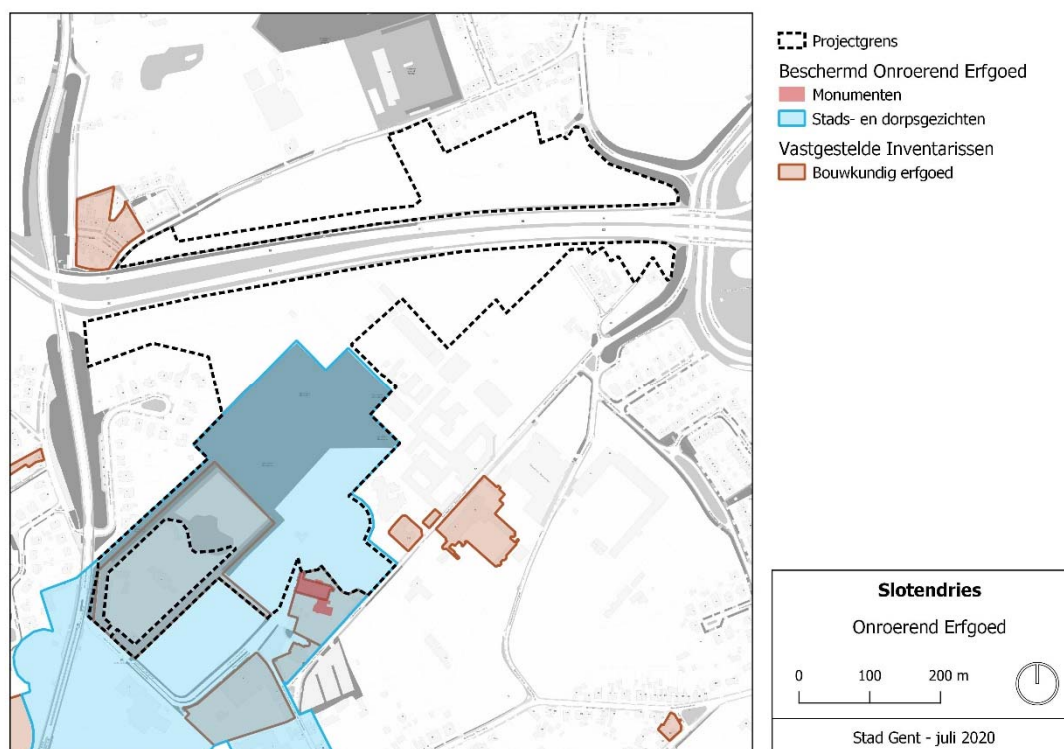 Projectgrens
Beschermd Onroerend Erfgoed
Monumenten
Stads- en dorpsgezichten
Vastgestelde Inventarissen
Bouwkundig erfgoed
Slotendries
Onroerend Erfgoed
0 100 200 m
Stad Gent - juli 2020